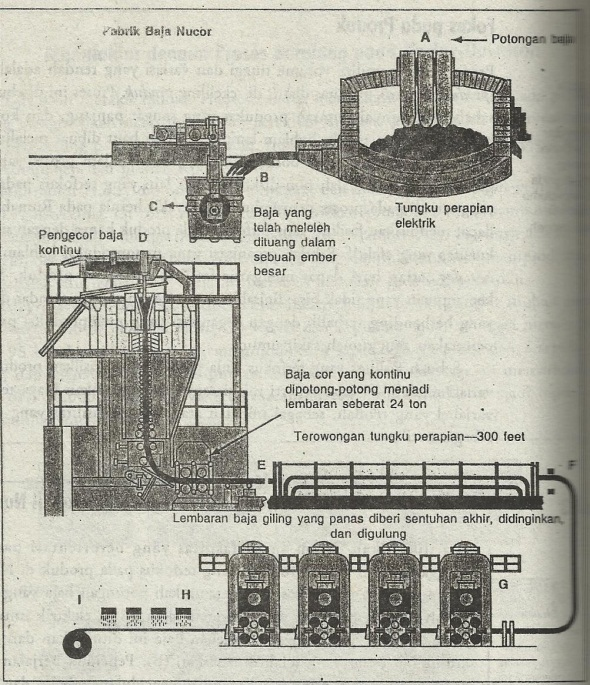 Pabrik Baja Nucor
A
Potongan
B
C
Baja yang
telah meleleh
dituang dalam
sebuah ember
besar
Tungku perapian
elektrik
Pengecor baja
kontinu
D
Baja cor yang kontinu
dipotong-potong menjadi
lembaran seberat 24 ton
Terowongan tungku perapian—300 feet
E
F
Lembaran baja giling yang panas diberi sentuhan akhir, didinginkan,
dan digulung
G
H
I